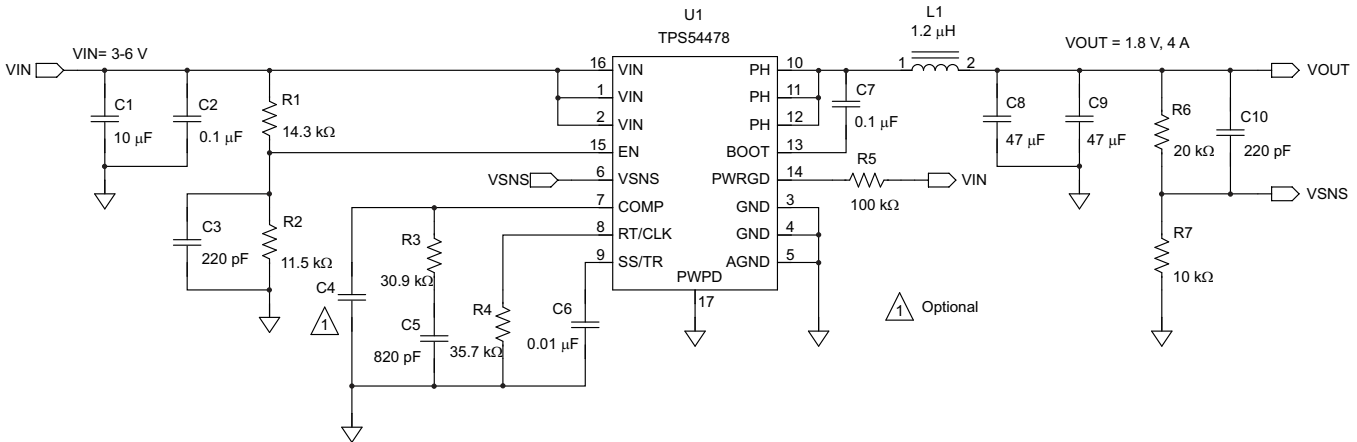 U1
TPS54478
L1
1.2 μH
VIN= 3-6 V
VOUT = 1.8 V, 4 A
VIN
VOUT
C1
10 μF
C2
0.1 μF
R1
14.3 kΩ
16 VIN
1 VIN
2 VIN
15 EN
6 VSNS
7 COMP
8 RT/CLK
9 SS/TR
PH 10
PH 11
PH 12
BOOT 13
PWRGD 14
GND 3
GND 4
AGND 5
PWPD
17
1 2
C7
0.1 μF
C8
47 μF
C9
47 μF
R6
20 kΩ
C10
220 pF
VSNS
R5
100 kΩ
VIN
VSNS
C3
220 pF
R2
11.5 kΩ
C4
1
R3
30.9 kΩ
C5
820 pF
R4
35.7 kΩ
C6
0.01 μF
R7
10 kΩ
1 Optional